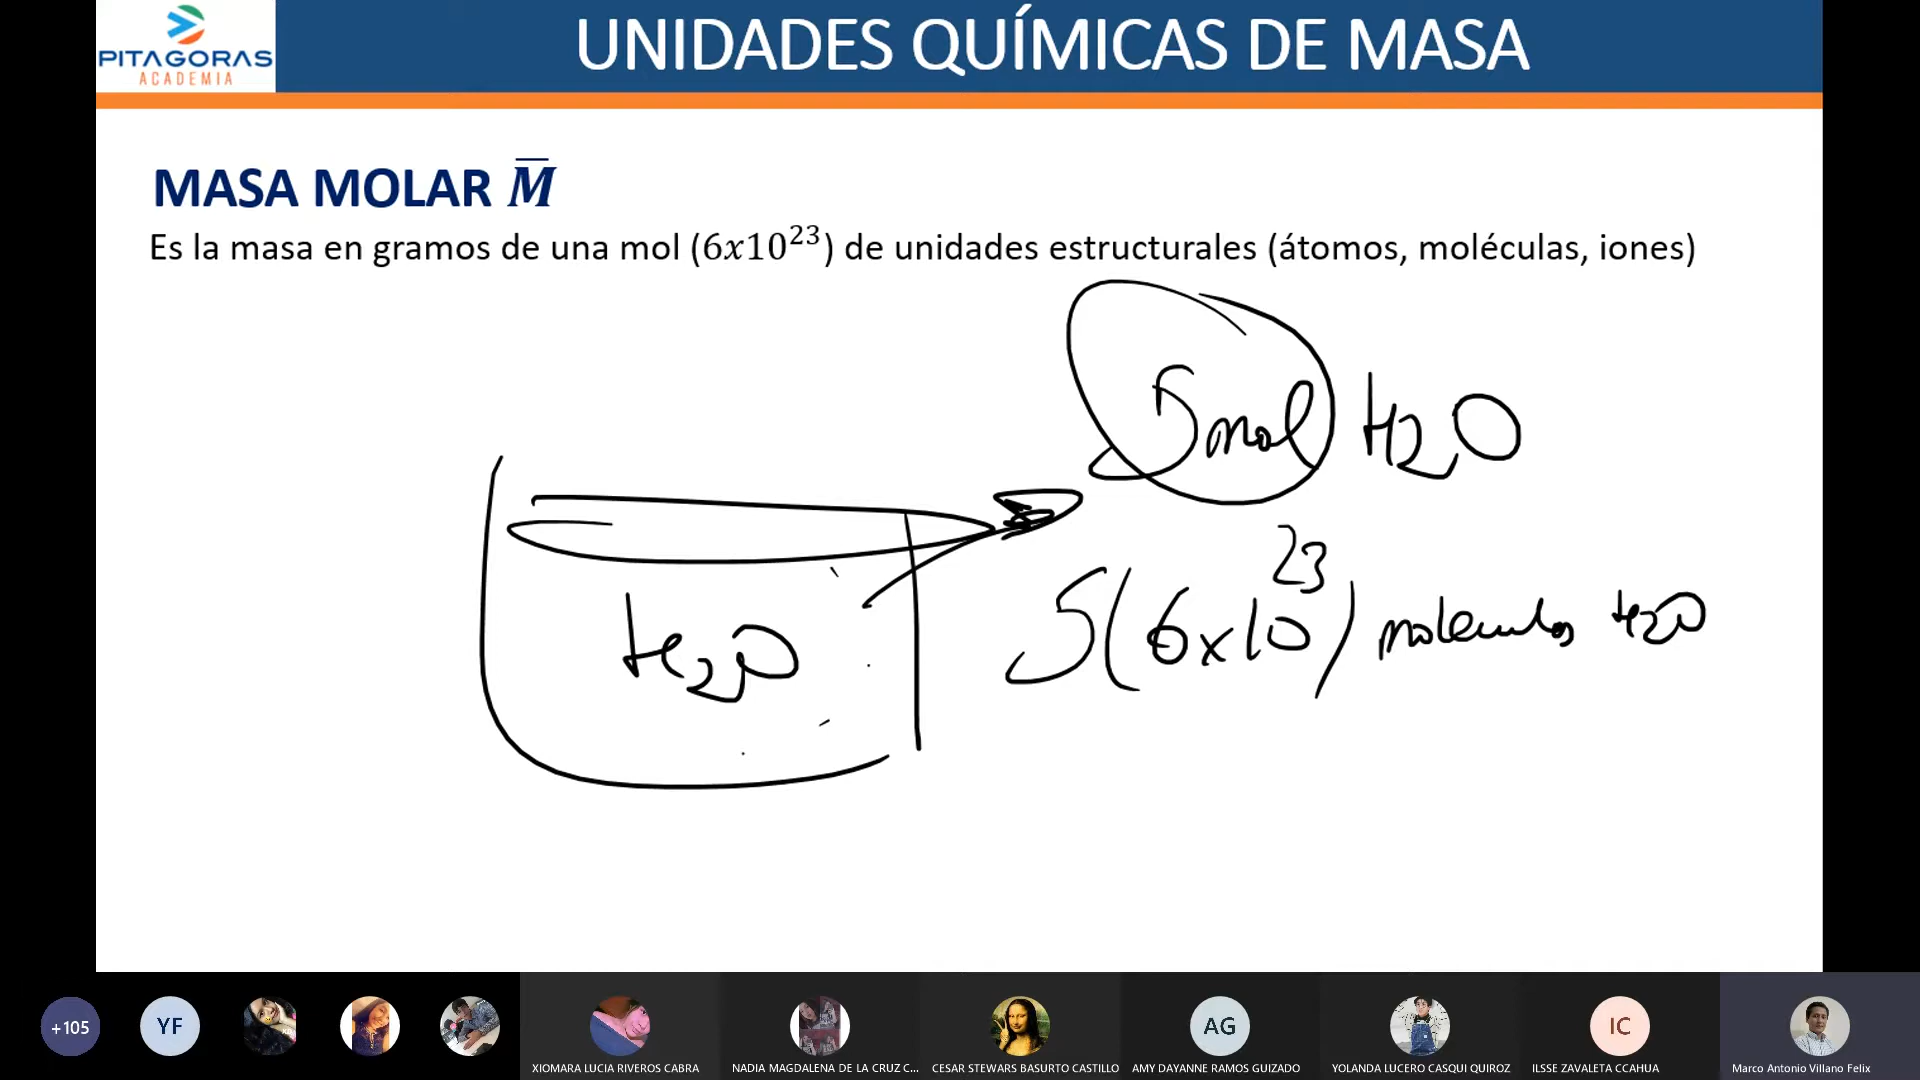 PITAGORAS
ACADEMIA
UNIDADES QUÍMICAS DE MASA
MASA MOLAR M̅
Es la masa en gramos de una mol (6x10²³) de unidades estructurales (átomos, moléculas, iones)
5mol H2O
H2O
5(6x10²³) moleculas H2O
+105
YF
AG
IC
XIOMARA LUCIA RIVEROS CABRA
NADIA MAGDALENA DE LA CRUZ C...
CESAR STEWARS BASURTO CASTILLO
AMY DAYANNE RAMOS GUIZADO
YOLANDA LUCERO CASQUI QUIROZ
ILSSE ZAVALETA CCAHUA
Marco Antonio Villano Felix